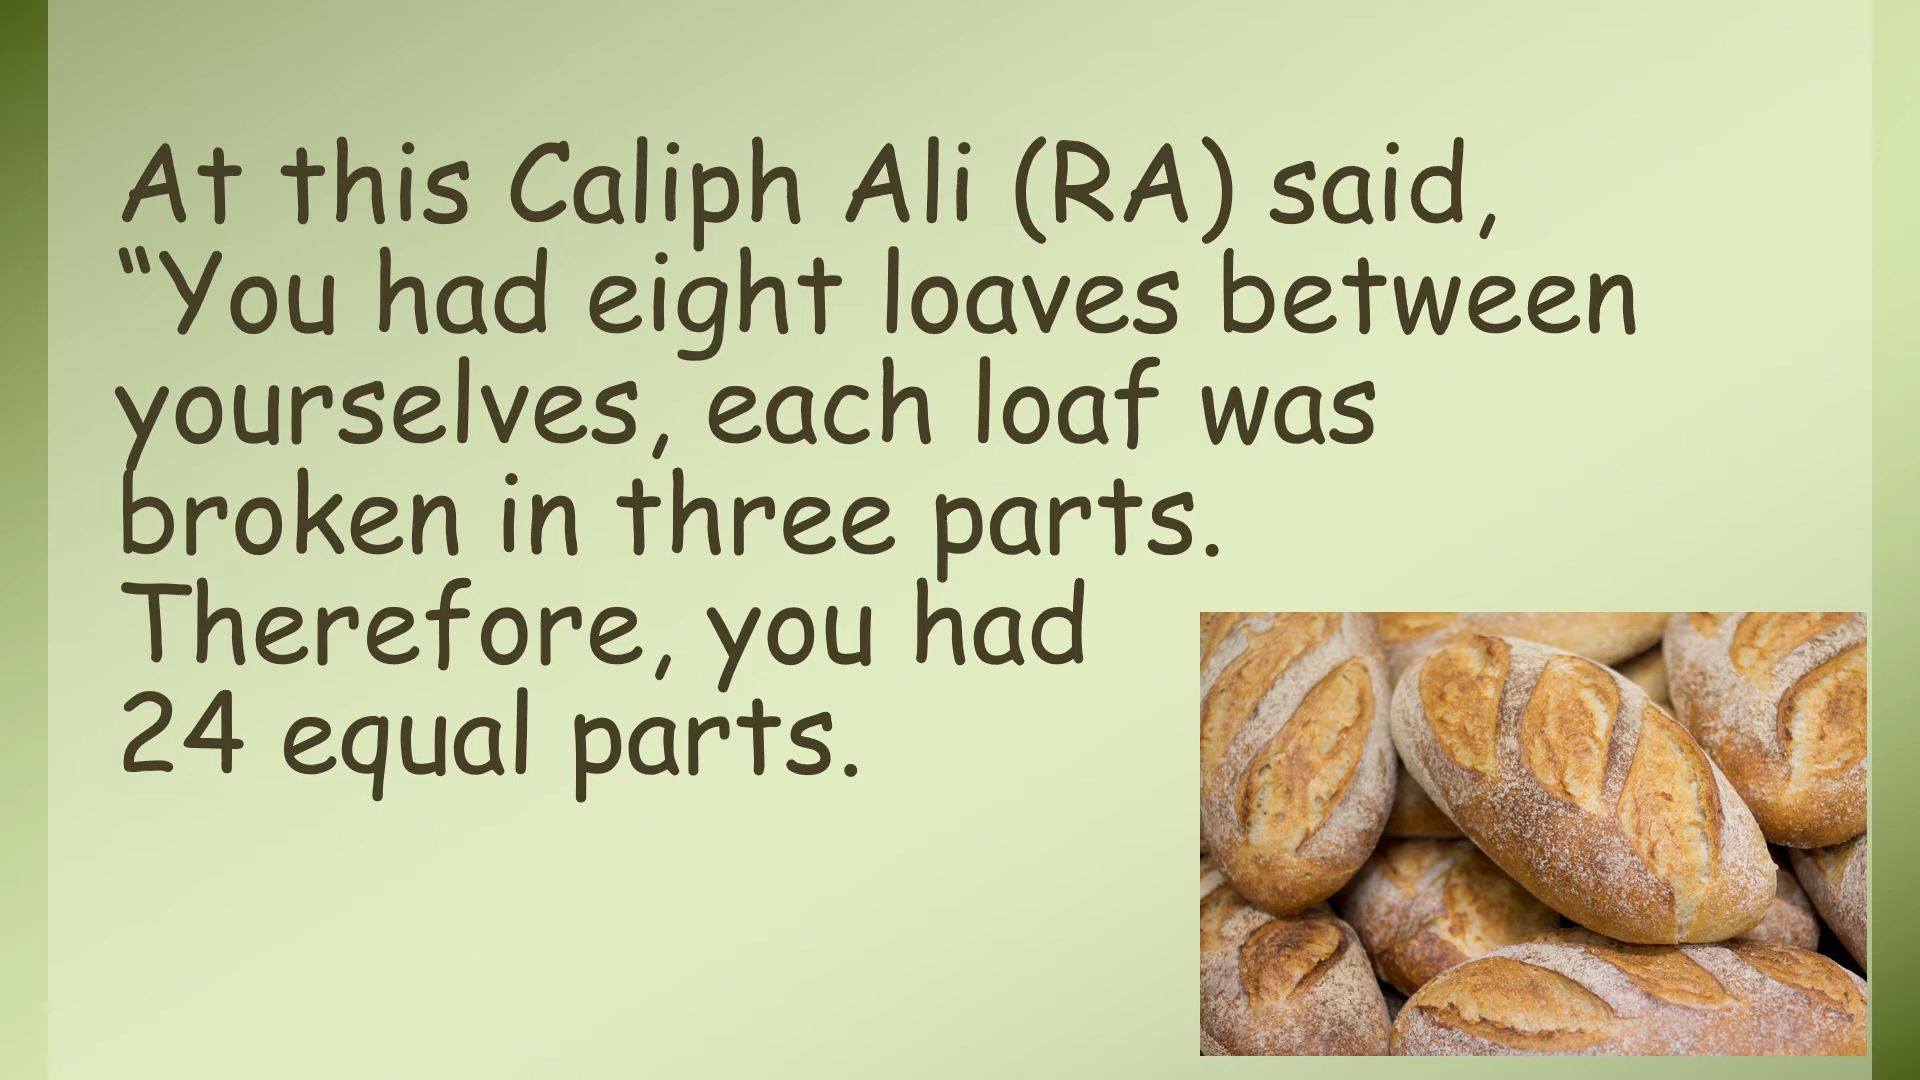 At this Caliph Ali (RA) said,
“You had eight loaves between
yourselves, each loaf was
broken in three parts.
Therefore, you had
24 equal parts.